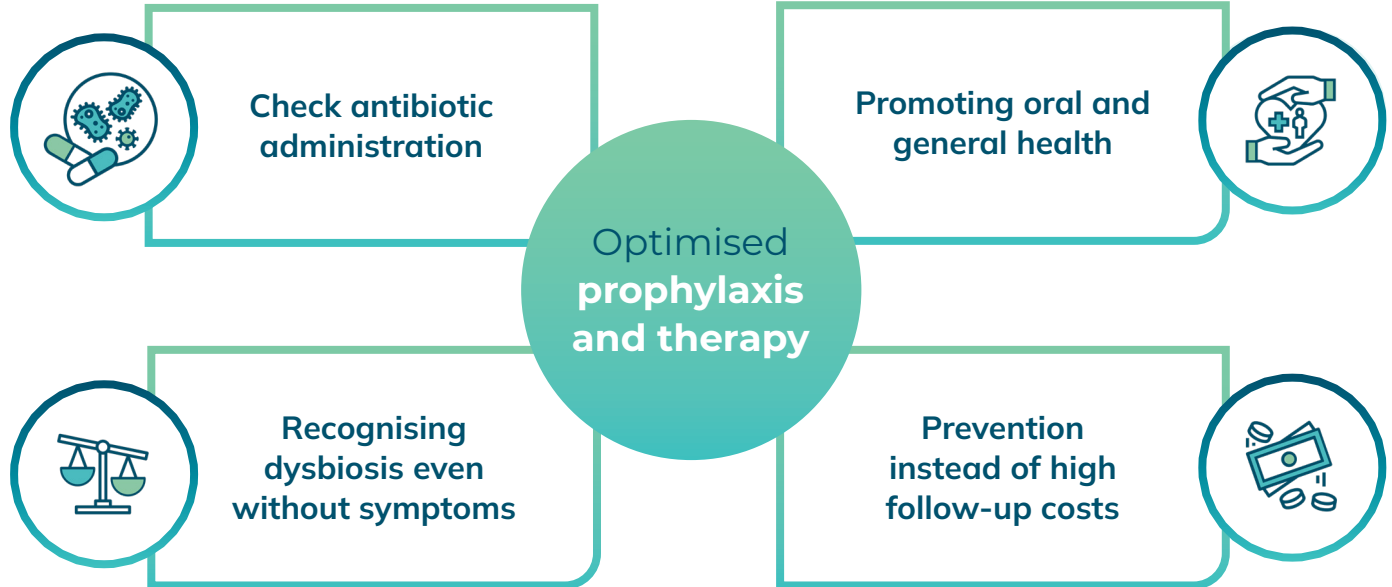 Check antibiotic
administration
Promoting oral and
general health
Optimised
prophylaxis
and therapy
Recognising
dysbiosis even
without symptoms
Prevention
instead of high
follow-up costs